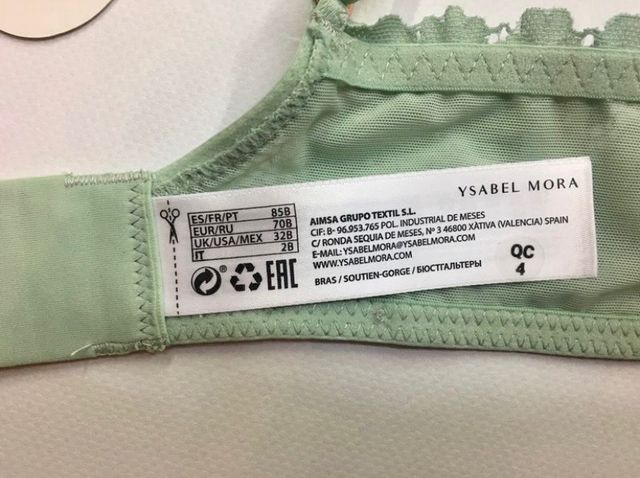 YSABEL MORA
ES/FR/PT 85B
EUR/RU 70B
UK/USA/MEX 32B
IT 2B
EAC
AIMSA GRUPO TEXTIL S.L.
CIF: B- 96.953.765 POL. INDUSTRIAL DE MESES
C/ RONDA SEQUIA DE MESES, Nº 3 46800 XÀTIVA (VALENCIA) SPAIN
E-MAIL: YSABELMORA@YSABELMORA.COM
WWW.YSABELMORA.COM
BRAS / SOUTIEN-GORGE / БЮСТГАЛЬТЕРЫ
QC
4